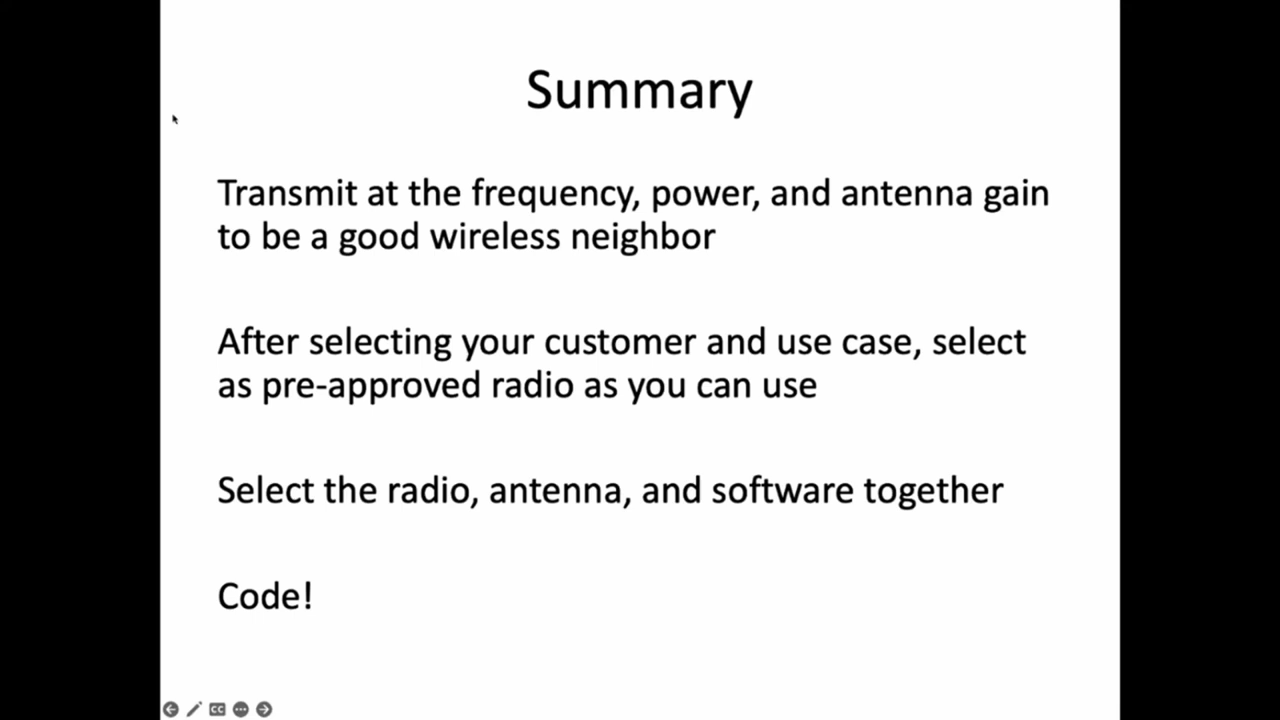 Summary
Transmit at the frequency, power, and antenna gain
to be a good wireless neighbor
After selecting your customer and use case, select
as pre-approved radio as you can use
Select the radio, antenna, and software together
Code!
CC